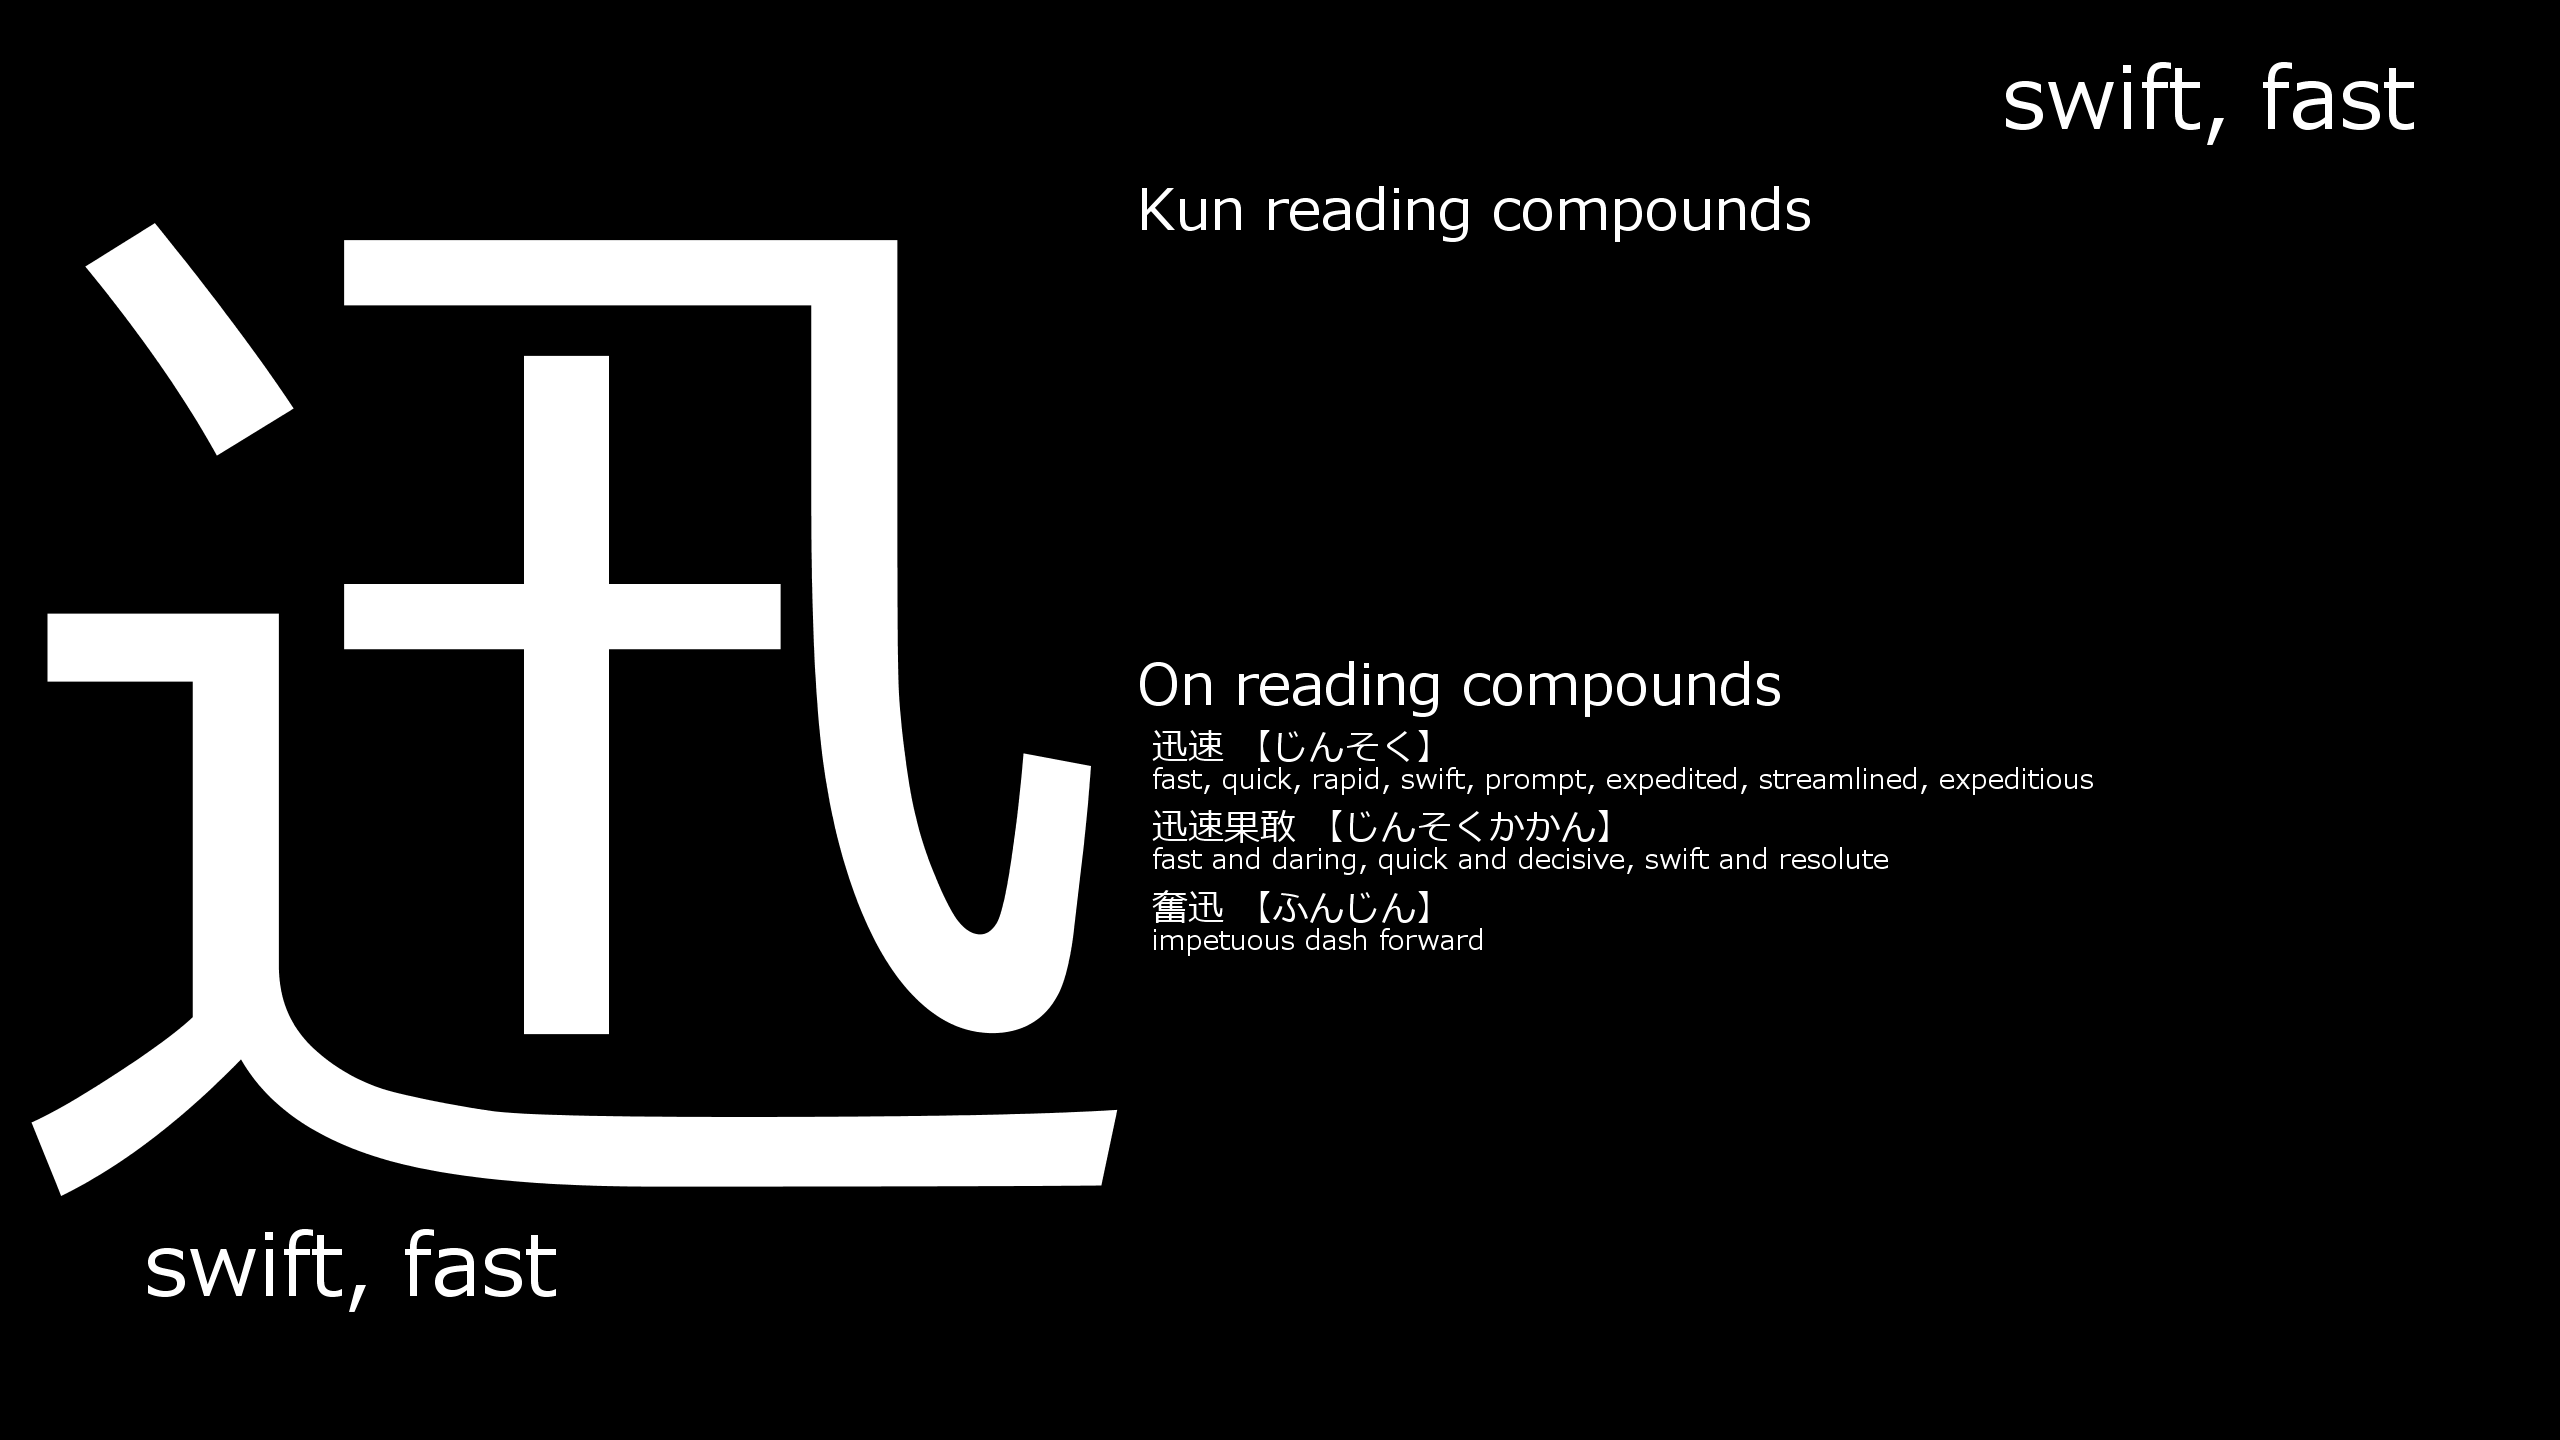 swift, fast
迅
Kun reading compounds
On reading compounds
迅速 【じんそく】
fast, quick, rapid, swift, prompt, expedited, streamlined, expeditious
迅速果敢 【じんそくかかん】
fast and daring, quick and decisive, swift and resolute
奮迅 【ふんじん】
impetuous dash forward
swift, fast